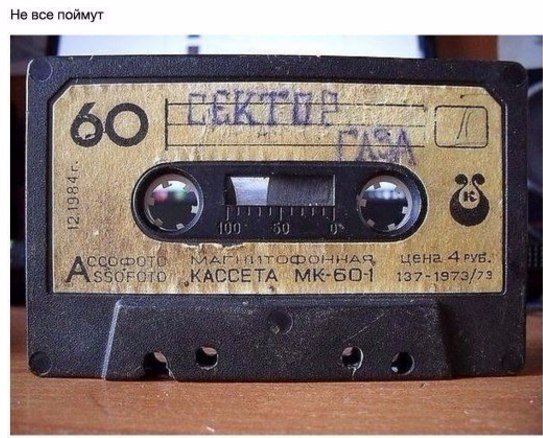 Не все поймут
60
СЕКТОР
ГАЗА
12.1984 г.
К
100 50 0
АССОФОТО МАГНИТОФОННАЯ цена 4 РУБ.
ASSOFOTO КАССЕТА МК-60-1 137-1973/73